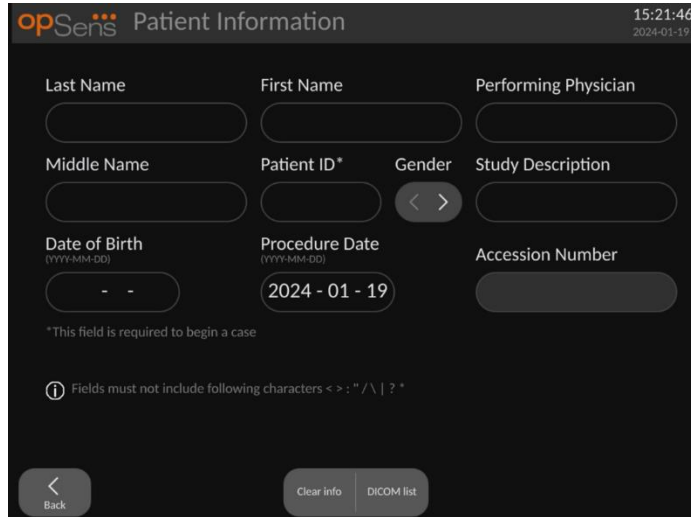 opSens Patient Information 15:21:46
2024-01-19
Last Name First Name Performing Physician
Middle Name Patient ID* Gender Study Description
< >
Date of Birth Procedure Date Accession Number
(YYYY-MM-DD) (YYYY-MM-DD)
- - 2024 - 01 - 19
*This field is required to begin a case
Fields must not include following characters < > : " / \ | ? *
Back Clear info DICOM list